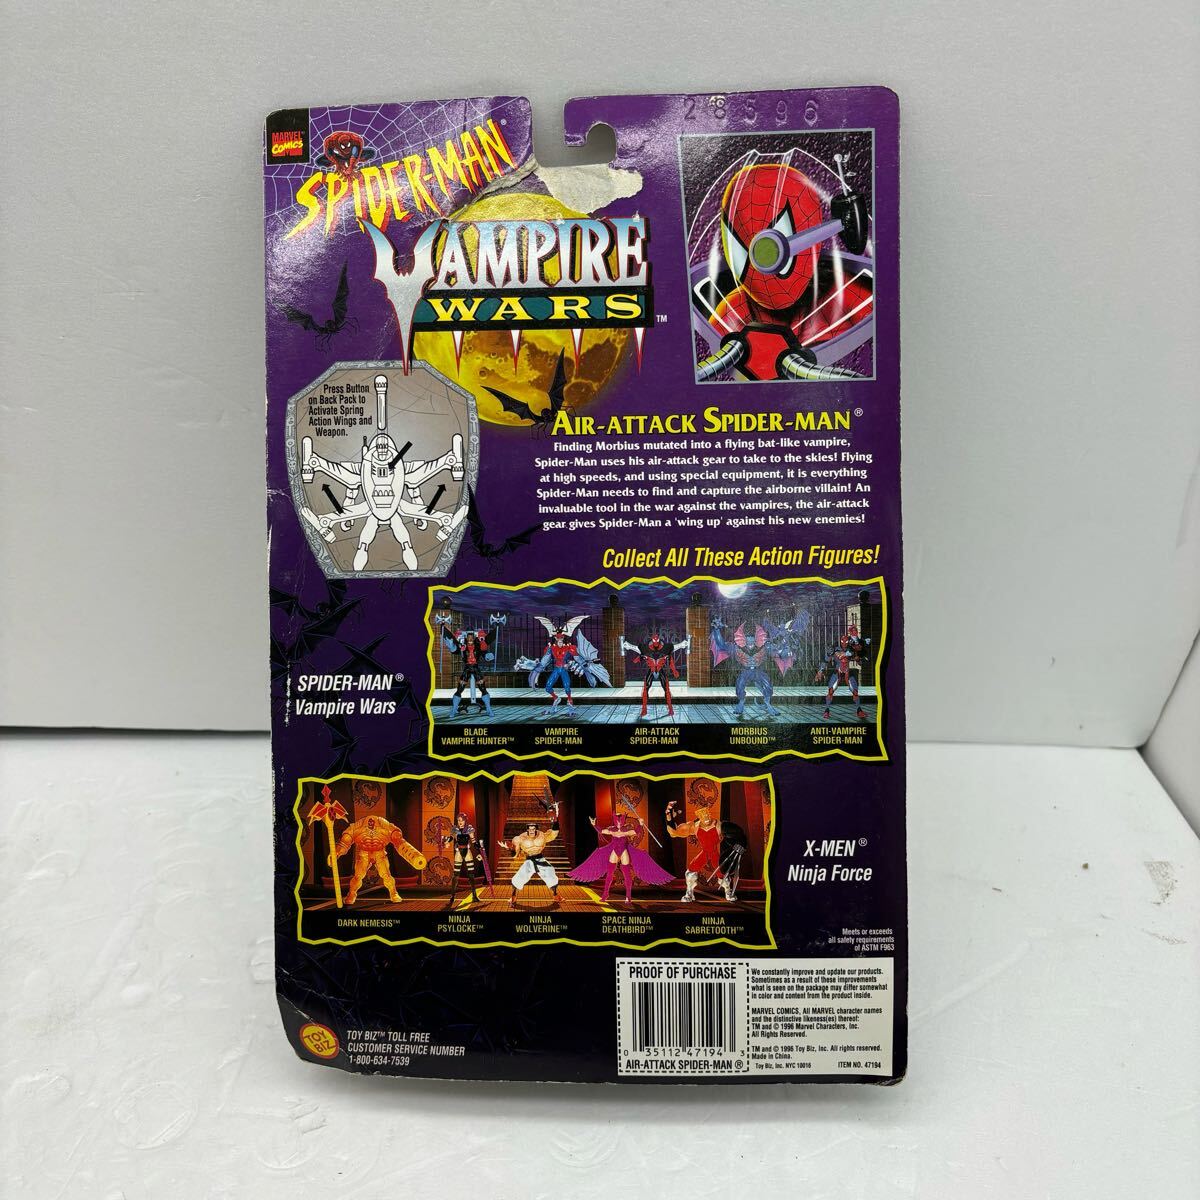 28596
MARVEL
COMICS
SPIDER-MAN®
VAMPIRE
WARS™
Press Button
on Back Pack to
Activate Spring
Action Wings and
Weapon.
AIR-ATTACK SPIDER-MAN®
Finding Morbius mutated into a flying bat-like vampire,
Spider-Man uses his air-attack gear to take to the skies! Flying
at high speeds, and using special equipment, it is everything
Spider-Man needs to find and capture the airborne villain! An
invaluable tool in the war against the vampires, the air-attack
gear gives Spider-Man a 'wing up' against his new enemies!
Collect All These Action Figures!
SPIDER-MAN®
Vampire Wars
BLADE
VAMPIRE HUNTER™
VAMPIRE
SPIDER-MAN
AIR-ATTACK
SPIDER-MAN
MORBIUS
UNBOUND™
ANTI-VAMPIRE
SPIDER-MAN
X-MEN®
Ninja Force
DARK NEMESIS™
NINJA
PSYLOCKE™
NINJA
WOLVERINE™
SPACE NINJA
DEATHBIRD™
NINJA
SABRETOOTH™
Meets or exceeds
all safety requirements
of ASTM F963
TOY
BIZ
TOY BIZ™ TOLL FREE
CUSTOMER SERVICE NUMBER
1-800-634-7539
PROOF OF PURCHASE
0 35112 47194 3
AIR-ATTACK SPIDER-MAN®
We constantly improve and update our products.
Sometimes as a result of these improvements
what is seen on the package may differ somewhat
in color and content from the product inside.
MARVEL COMICS, All MARVEL character names
and the distinctive likeness(es) thereof:
TM and © 1996 Marvel Characters, Inc.
All Rights Reserved.
TM and © 1996 Toy Biz, Inc. All rights reserved.
Made in China.
Toy Biz, Inc. NYC 10016 ITEM NO. 47194